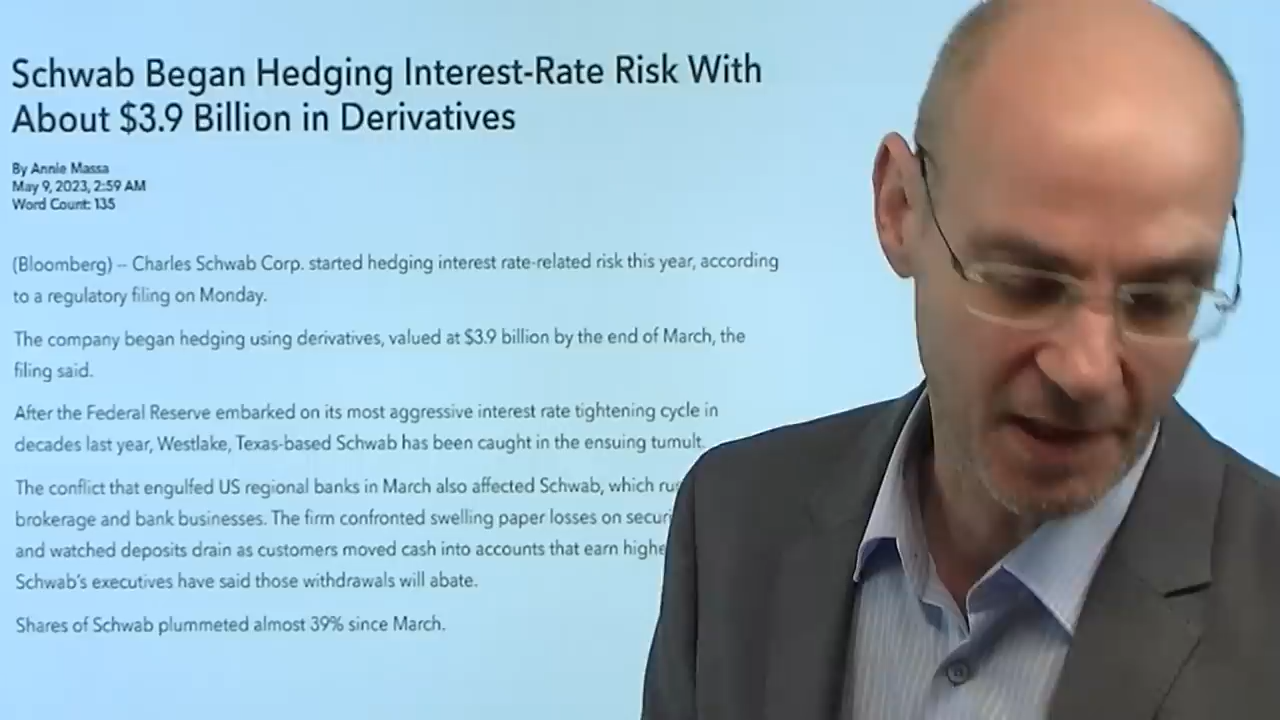 Schwab Began Hedging Interest-Rate Risk With
About $3.9 Billion in Derivatives
By Annie Massa
May 9, 2023, 2:59 AM
Word Count: 135
(Bloomberg) -- Charles Schwab Corp. started hedging interest rate-related risk this year, according
to a regulatory filing on Monday.
The company began hedging using derivatives, valued at $3.9 billion by the end of March, the
filing said.
After the Federal Reserve embarked on its most aggressive interest rate tightening cycle in
decades last year, Westlake, Texas-based Schwab has been caught in the ensuing tumult.
The conflict that engulfed US regional banks in March also affected Schwab, which
brokerage and bank businesses. The firm confronted swelling paper losses on
and watched deposits drain as customers moved cash into accounts that earn
Schwab's executives have said those withdrawals will abate.
Shares of Schwab plummeted almost 39% since March.